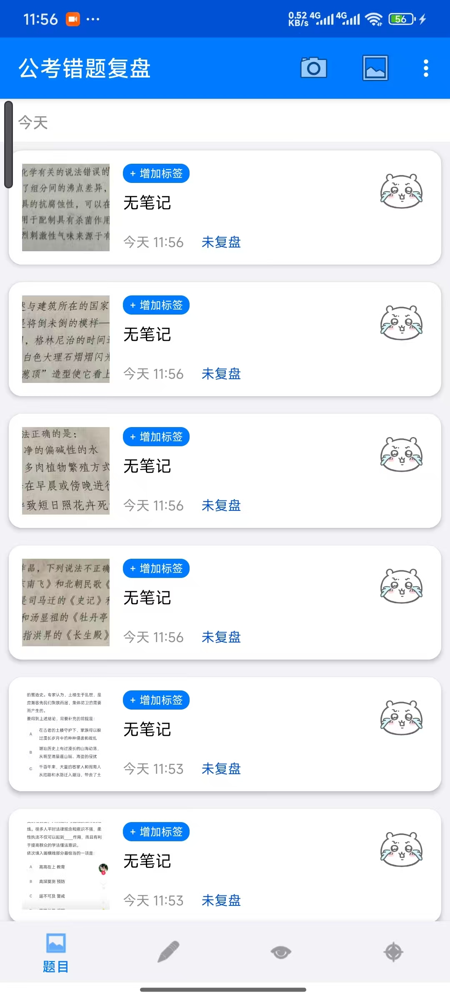 11:56
0.52 KB/s 4G 4G 56
公考错题复盘
今天
化学有关的说法错误的
了组分间的沸点差异，
具的抗腐蚀性，可以在
用于配制具有杀菌作用
烈刺激性气味来源于有
+ 增加标签
无笔记
今天 11:56 未复盘
述与建筑所在的国家
是将倒未倒的模样—
，格林尼治的时间
白色大理石熠熠闪光
葱顶”造型使它看上
+ 增加标签
无笔记
今天 11:56 未复盘
法正确的是：
净的偏碱性的水
多肉植物繁殖方式
在早晨或傍晚进行
致短日照花卉死
+ 增加标签
无笔记
今天 11:56 未复盘
作品，下列说法不正确
东南飞》和北朝民歌《
是司马迁的《史记》和
和汤显祖的《牡丹亭
指洪昇的《长生殿》
+ 增加标签
无笔记
今天 11:56 未复盘
的营造史。专家认为，土楼生于乱世，是
应潮客先民们聚族而居，集体防卫的需要
而产生的。
要得到上述结论，需要补充的前提是：
A 在古老的土楼守护下，家族得以躲
过漫长岁月中的种种侵袭和战乱
B 潮汕历史上有过漫长的山海动荡，
从明至清屡遭山贼、海盗的侵扰
C 千百年来，大量的客家人和闽南人
从陆路和水路迁入潮汕，带去了土
+ 增加标签
无笔记
今天 11:53 未复盘
线。很多人平时法律观念和意识不强，柔
性执法不仅可以起到____作用，而且有利
于提高群众的学法懂法意识。
依次填入画横线部分最恰当的一项是：
A 高高在上 教育
B 高深莫测 预防
C 遥不可及 警戒
+ 增加标签
无笔记
今天 11:53 未复盘
题目